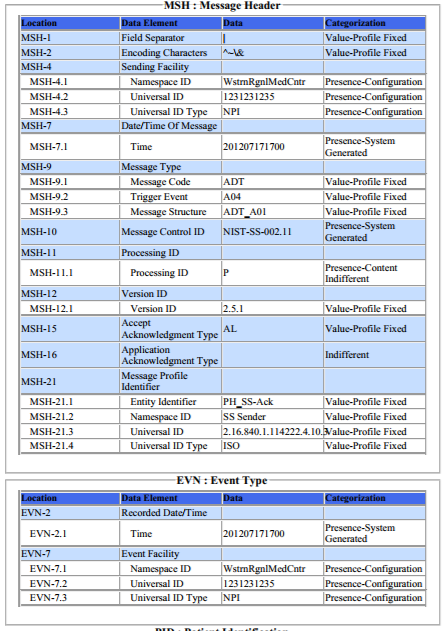 MSH : Message Header
Location Data Element Data Categorization
MSH-1 Field Separator | Value-Profile Fixed
MSH-2 Encoding Characters ^~\& Value-Profile Fixed
MSH-4 Sending Facility
MSH-4.1 Namespace ID WstrnRgnlMedCntr Presence-Configuration
MSH-4.2 Universal ID 1231231235 Presence-Configuration
MSH-4.3 Universal ID Type NPI Presence-Configuration
MSH-7 Date/Time Of Message
MSH-7.1 Time 201207171700 Presence-System
Generated
MSH-9 Message Type
MSH-9.1 Message Code ADT Value-Profile Fixed
MSH-9.2 Trigger Event A04 Value-Profile Fixed
MSH-9.3 Message Structure ADT_A01 Value-Profile Fixed
MSH-10 Message Control ID NIST-SS-002.11 Presence-System
Generated
MSH-11 Processing ID
MSH-11.1 Processing ID P Presence-Content
Indifferent
MSH-12 Version ID
MSH-12.1 Version ID 2.5.1 Value-Profile Fixed
MSH-15 Accept
Acknowledgment Type AL Value-Profile Fixed
MSH-16 Application
Acknowledgment Type Indifferent
MSH-21 Message Profile
Identifier
MSH-21.1 Entity Identifier PH_SS-Ack Value-Profile Fixed
MSH-21.2 Namespace ID SS Sender Value-Profile Fixed
MSH-21.3 Universal ID 2.16.840.1.114222.4.10.3 Value-Profile Fixed
MSH-21.4 Universal ID Type ISO Value-Profile Fixed
EVN : Event Type
Location Data Element Data Categorization
EVN-2 Recorded Date/Time
EVN-2.1 Time 201207171700 Presence-System
Generated
EVN-7 Event Facility
EVN-7.1 Namespace ID WstrnRgnlMedCntr Presence-Configuration
EVN-7.2 Universal ID 1231231235 Presence-Configuration
EVN-7.3 Universal ID Type NPI Presence-Configuration
PID : Patient Identification